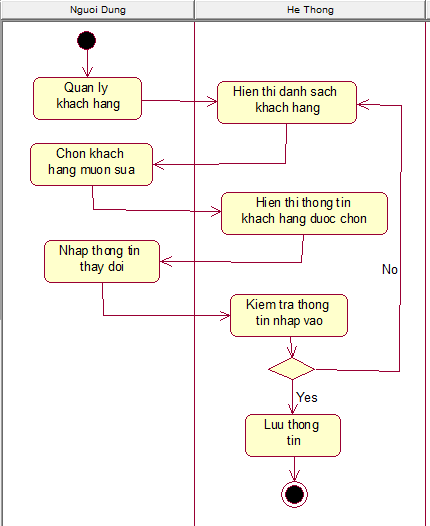 Nguoi Dung
He Thong
Quan ly
khach hang
Hien thi danh sach
khach hang
Chon khach
hang muon sua
Hien thi thong tin
khach hang duoc chon
Nhap thong tin
thay doi
No
Kiem tra thong
tin nhap vao
Yes
Luu thong
tin